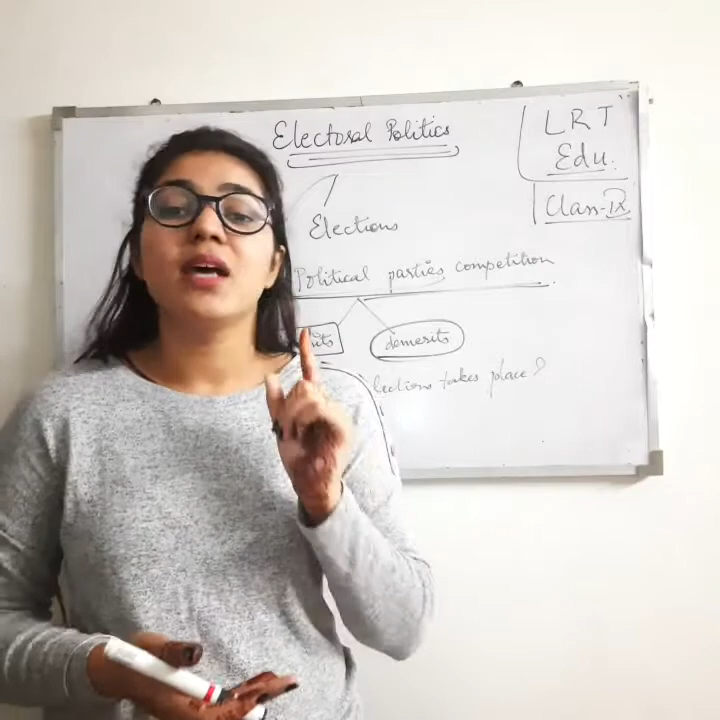 Electoral Politics
LRT
Edu.
Class-IX
Elections
Political parties competition
demerits
takes place?